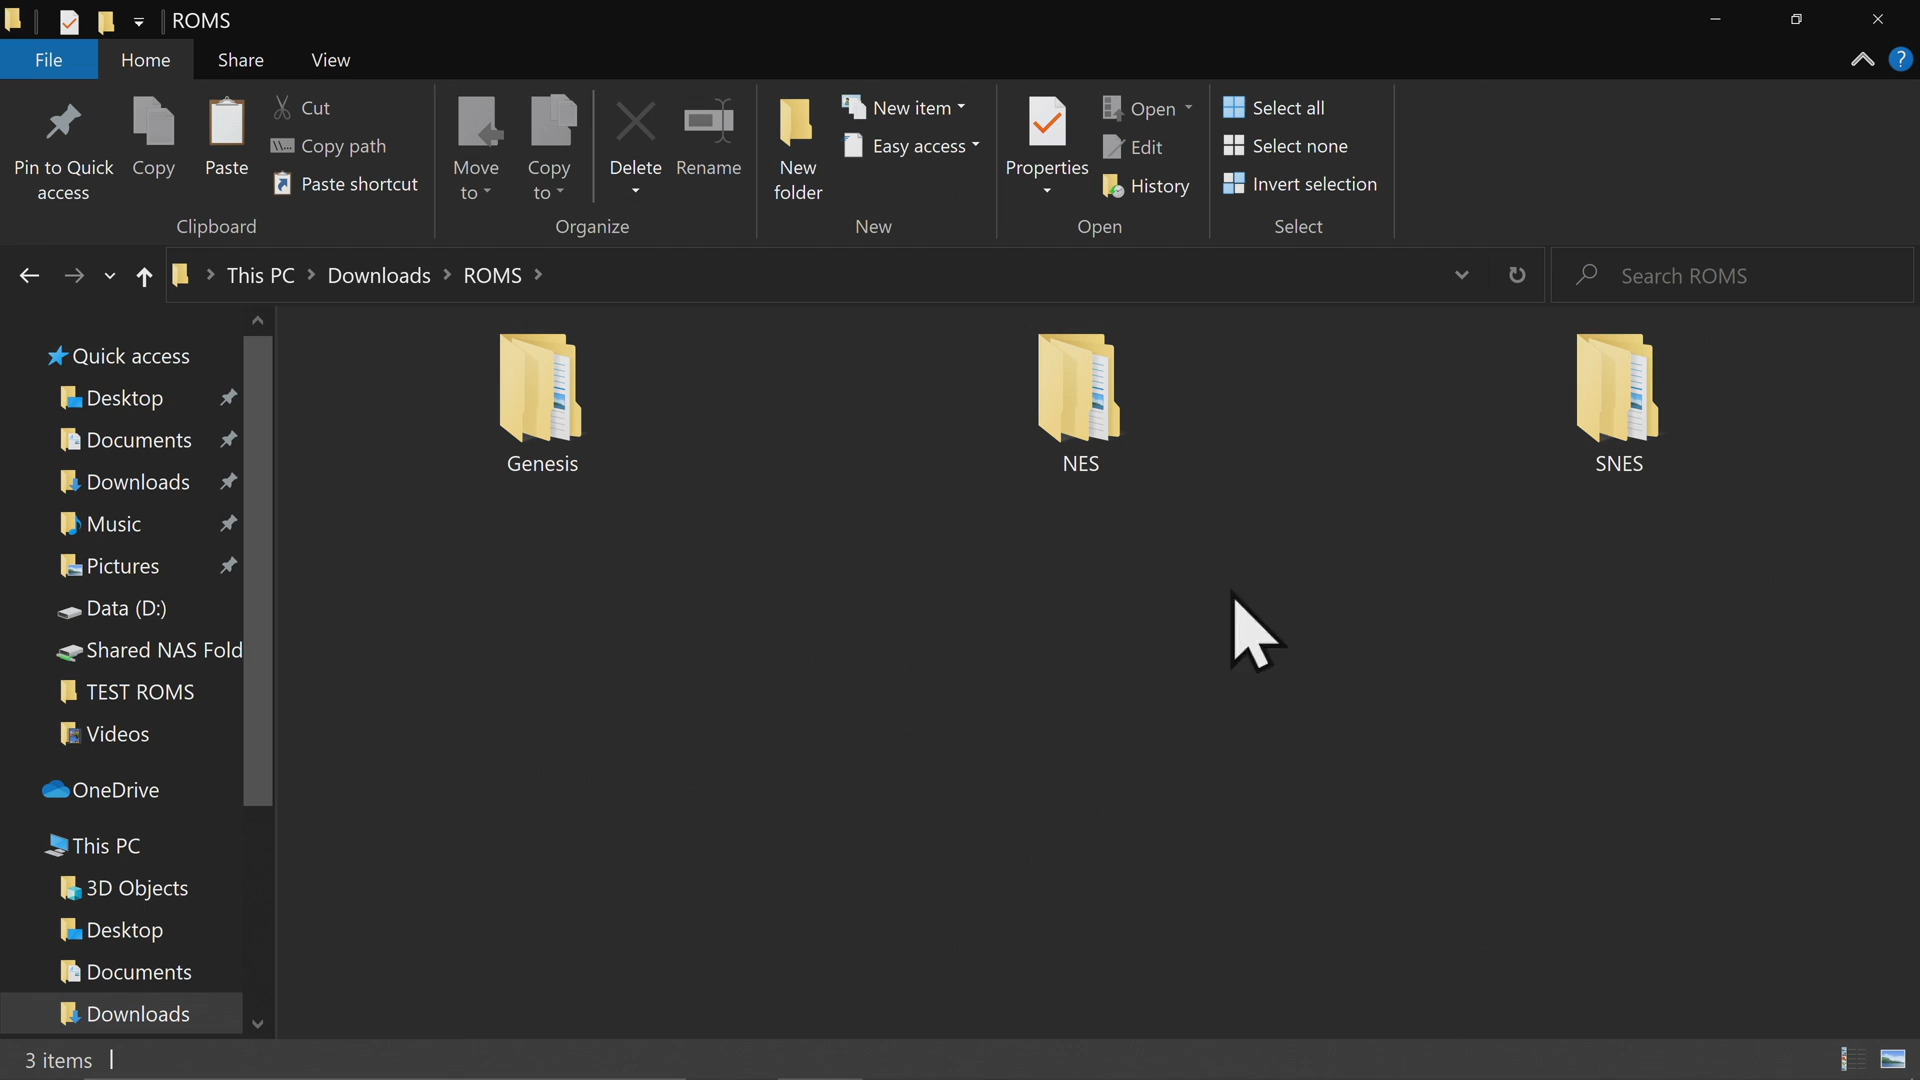 ROMS
File Home Share View
?
Pin to Quick access
Copy
Paste
Cut
Copy path
Paste shortcut
Clipboard
Move to
Copy to
Delete
Rename
Organize
New folder
New item
Easy access
New
Properties
Open
Edit
History
Open
Select all
Select none
Invert selection
Select
This PC Downloads ROMS
Search ROMS
Quick access
Desktop
Documents
Downloads
Music
Pictures
Data (D:)
Shared NAS Fold
TEST ROMS
Videos
OneDrive
This PC
3D Objects
Desktop
Documents
Downloads
Genesis
NES
SNES
3 items